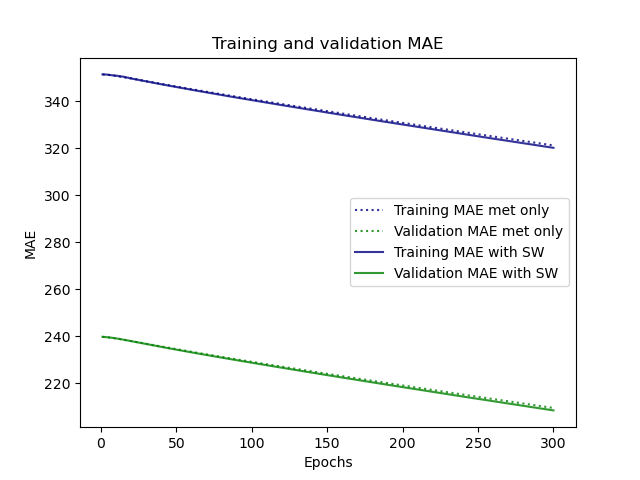 Training and validation MAE
MAE
340
320
300
280
260
240
220
Training MAE met only
Validation MAE met only
Training MAE with SW
Validation MAE with SW
0 50 100 150 200 250 300
Epochs